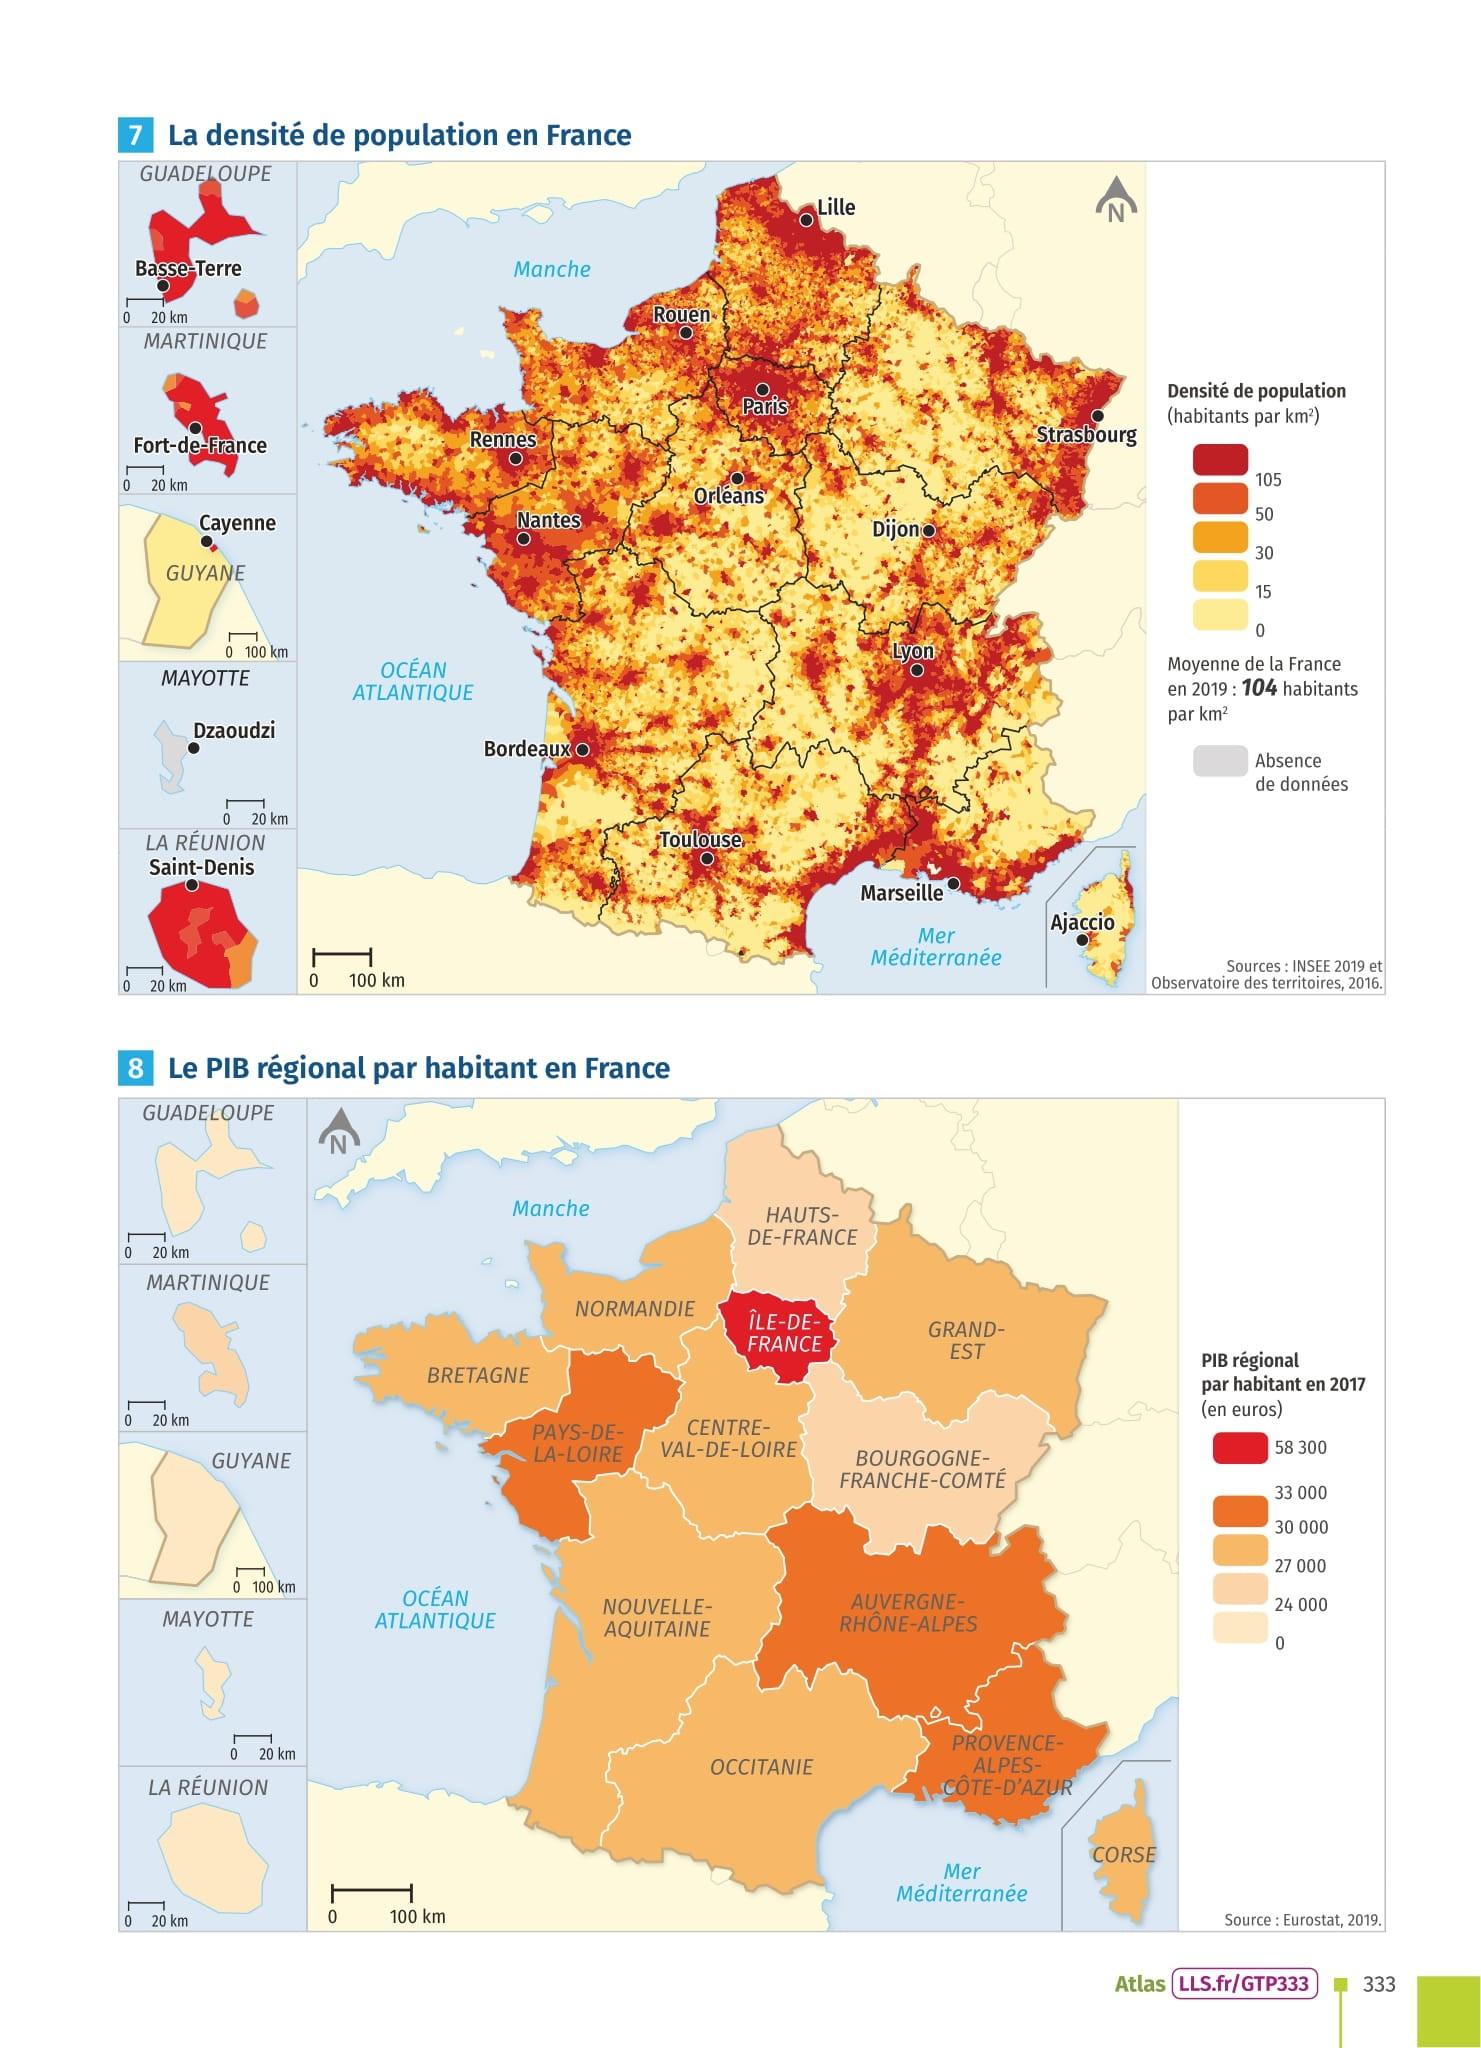 7 La densité de population en France
GUADELOUPE
Basse-Terre
0 20 km
MARTINIQUE
Fort-de-France
0 20 km
Cayenne
GUYANE
0 100 km
MAYOTTE
Dzaoudzi
0 20 km
LA RÉUNION
Saint-Denis
0 20 km
Manche
Lille
N
Rouen
Paris
Strasbourg
Rennes
Orléans
Nantes
Dijon
Lyon
OCÉAN
ATLANTIQUE
Bordeaux
Toulouse
Marseille
Ajaccio
Mer
Méditerranée
0 100 km
Densité de population
(habitants par km²)
105
50
30
15
0
Moyenne de la France
en 2019 : 104 habitants
par km²
Absence
de données
Sources : INSEE 2019 et
Observatoire des territoires, 2016.
8 Le PIB régional par habitant en France
GUADELOUPE
0 20 km
MARTINIQUE
0 20 km
GUYANE
0 100 km
MAYOTTE
0 20 km
LA RÉUNION
0 20 km
N
Manche
HAUTS-
DE-FRANCE
NORMANDIE
ÎLE-DE-
FRANCE
GRAND-
EST
BRETAGNE
PAYS-DE-
LA-LOIRE
CENTRE-
VAL-DE-LOIRE
BOURGOGNE-
FRANCHE-COMTÉ
OCÉAN
ATLANTIQUE
NOUVELLE-
AQUITAINE
AUVERGNE-
RHÔNE-ALPES
OCCITANIE
PROVENCE-
ALPES-
CÔTE-D'AZUR
CORSE
Mer
Méditerranée
0 100 km
PIB régional
par habitant en 2017
(en euros)
58 300
33 000
30 000
27 000
24 000
0
Source : Eurostat, 2019.
Atlas LLS.fr/GTP333 333